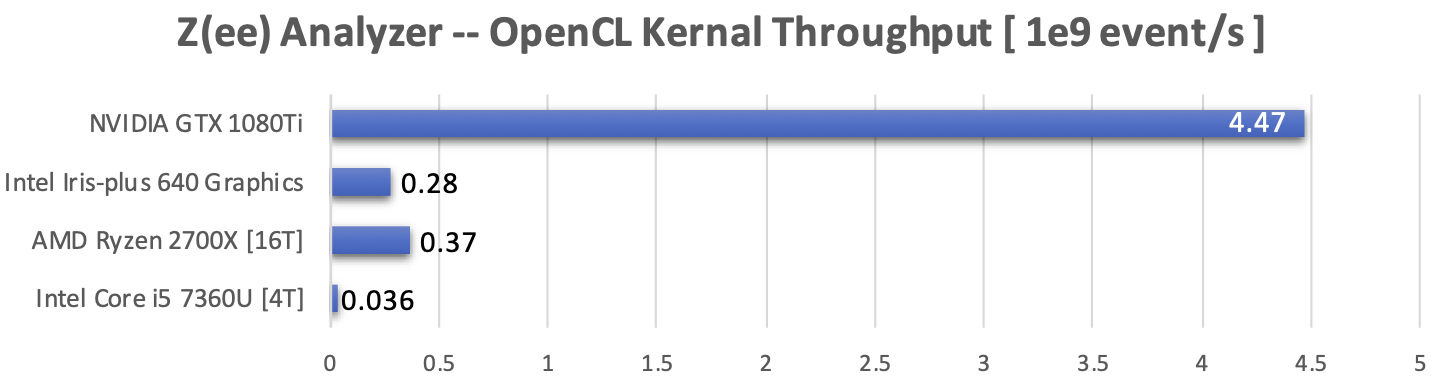 Z(ee) Analyzer -- OpenCL Kernal Throughput [ 1e9 event/s ]
NVIDIA GTX 1080Ti 4.47
Intel Iris-plus 640 Graphics 0.28
AMD Ryzen 2700X [16T] 0.37
Intel Core i5 7360U [4T] 0.036
0 0.5 1 1.5 2 2.5 3 3.5 4 4.5 5